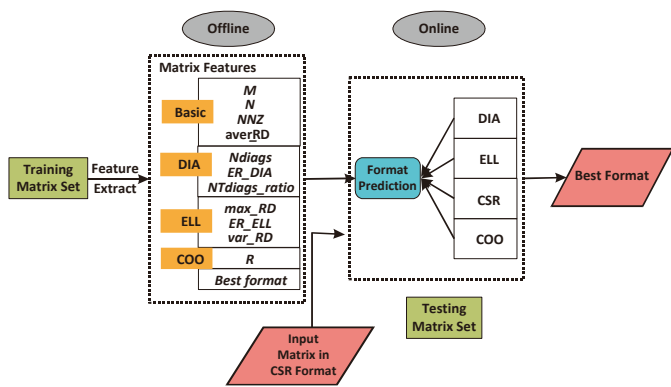 Offline
Online
Matrix Features
Basic
M
N
NNZ
aver_RD
DIA
Ndiags
ER_DIA
NTdiags_ratio
ELL
max_RD
ER_ELL
var_RD
COO
R
Best format
Training
Matrix Set
Feature
Extract
Format
Prediction
DIA
ELL
CSR
COO
Best Format
Testing
Matrix Set
Input
Matrix in
CSR Format